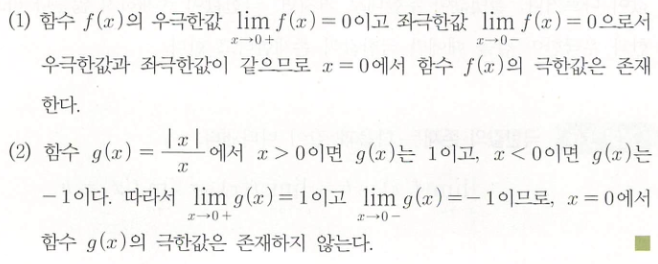 (1) 함수 f(x)의 우극한값 lim_{x→0+} f(x)=0이고 좌극한값 lim_{x→0-} f(x)=0으로서
우극한값과 좌극한값이 같으므로 x=0에서 함수 f(x)의 극한값은 존재
한다.
(2) 함수 g(x)=|x|/x에서 x>0이면 g(x)는 1이고, x<0이면 g(x)는
-1이다. 따라서 lim_{x→0+} g(x)=1이고 lim_{x→0-} g(x)=-1이므로, x=0에서
함수 g(x)의 극한값은 존재하지 않는다.